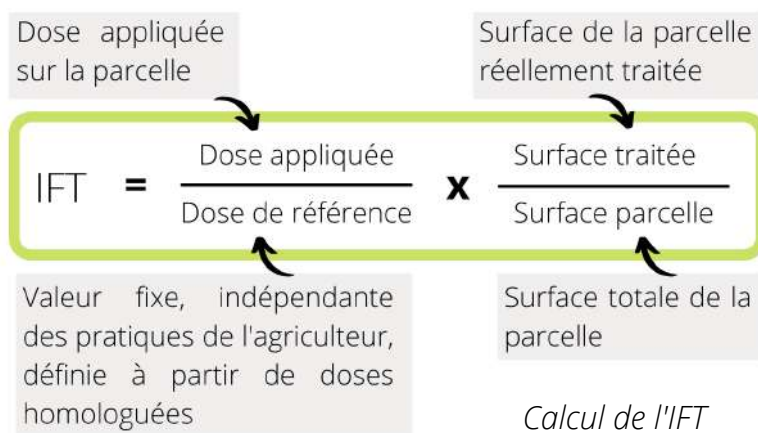 Dose appliquée
sur la parcelle
Surface de la parcelle
réellement traitée
IFT = Dose appliquée / Dose de référence x Surface traitée / Surface parcelle
Valeur fixe, indépendante
des pratiques de l'agriculteur,
définie à partir de doses
homologuées
Surface totale de la
parcelle
Calcul de l'IFT